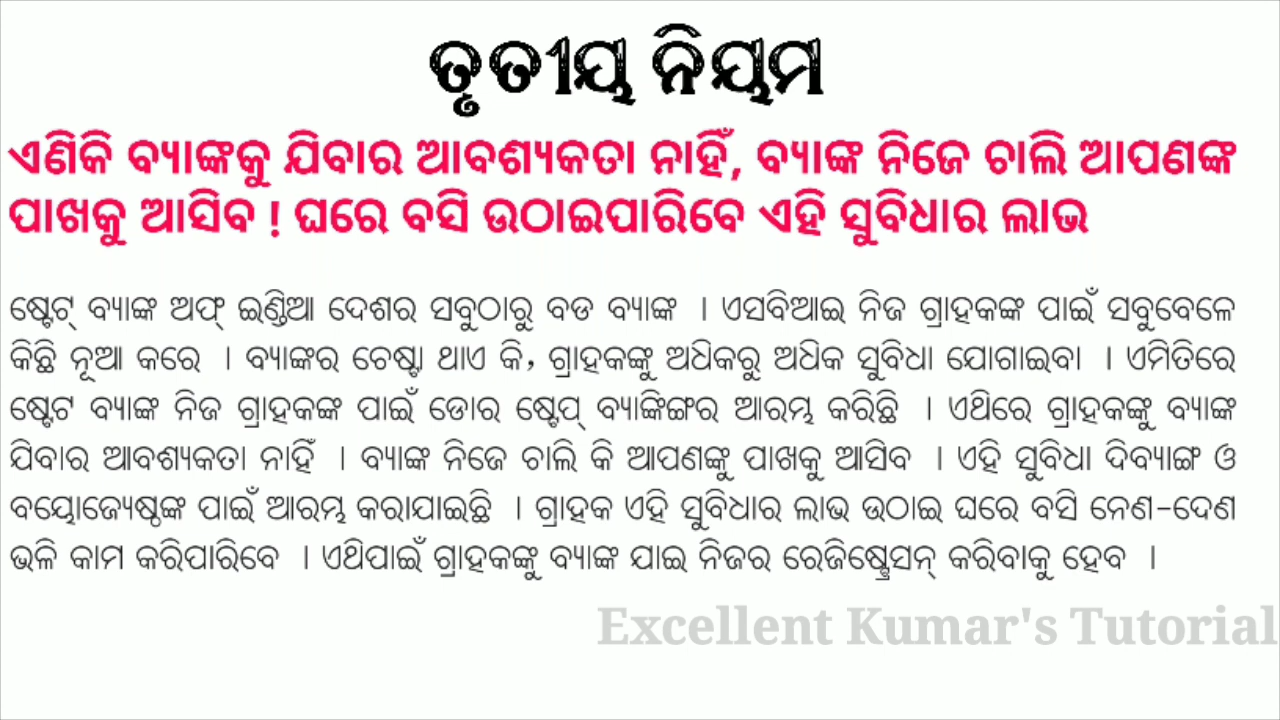 ତୃତୀୟ ନିୟମ
ଏଣିକି ବ୍ୟାଙ୍କକୁ ଯିବାର ଆବଶ୍ୟକତା ନାହିଁ, ବ୍ୟାଙ୍କ ନିଜେ ଚାଲି ଆପଣଙ୍କ
ପାଖକୁ ଆସିବ ! ଘରେ ବସି ଉଠାଇପାରିବେ ଏହି ସୁବିଧାର ଲାଭ
ଷ୍ଟେଟ୍ ବ୍ୟାଙ୍କ ଅଫ୍ ଇଣ୍ଡିଆ ଦେଶର ସବୁଠାରୁ ବଡ ବ୍ୟାଙ୍କ । ଏସବିଆଇ ନିଜ ଗ୍ରାହକଙ୍କ ପାଇଁ ସବୁବେଳେ
କିଛି ନୂଆ କରେ । ବ୍ୟାଙ୍କର ଚେଷ୍ଟା ଥାଏ କି, ଗ୍ରାହକଙ୍କୁ ଅଧିକରୁ ଅଧିକ ସୁବିଧା ଯୋଗାଇବା । ଏମିତିରେ
ଷ୍ଟେଟ ବ୍ୟାଙ୍କ ନିଜ ଗ୍ରାହକଙ୍କ ପାଇଁ ଡୋର ଷ୍ଟେପ୍ ବ୍ୟାଙ୍କିଙ୍ଗର ଆରମ୍ଭ କରିଛି । ଏଥିରେ ଗ୍ରାହକଙ୍କୁ ବ୍ୟାଙ୍କ
ଯିବାର ଆବଶ୍ୟକତା ନାହିଁ । ବ୍ୟାଙ୍କ ନିଜେ ଚାଲି କି ଆପଣଙ୍କୁ ପାଖକୁ ଆସିବ । ଏହି ସୁବିଧା ଦିବ୍ୟାଙ୍ଗ ଓ
ବୟୋଜ୍ୟେଷ୍ଠଙ୍କ ପାଇଁ ଆରମ୍ଭ କରାଯାଇଛି । ଗ୍ରାହକ ଏହି ସୁବିଧାର ଲାଭ ଉଠାଇ ଘରେ ବସି ନେଣ-ଦେଣ
ଭଳି କାମ କରିପାରିବେ । ଏଥିପାଇଁ ଗ୍ରାହକଙ୍କୁ ବ୍ୟାଙ୍କ ଯାଇ ନିଜର ରେଜିଷ୍ଟ୍ରେସନ୍ କରିବାକୁ ହେବ ।
Excellent Kumar's Tutorial